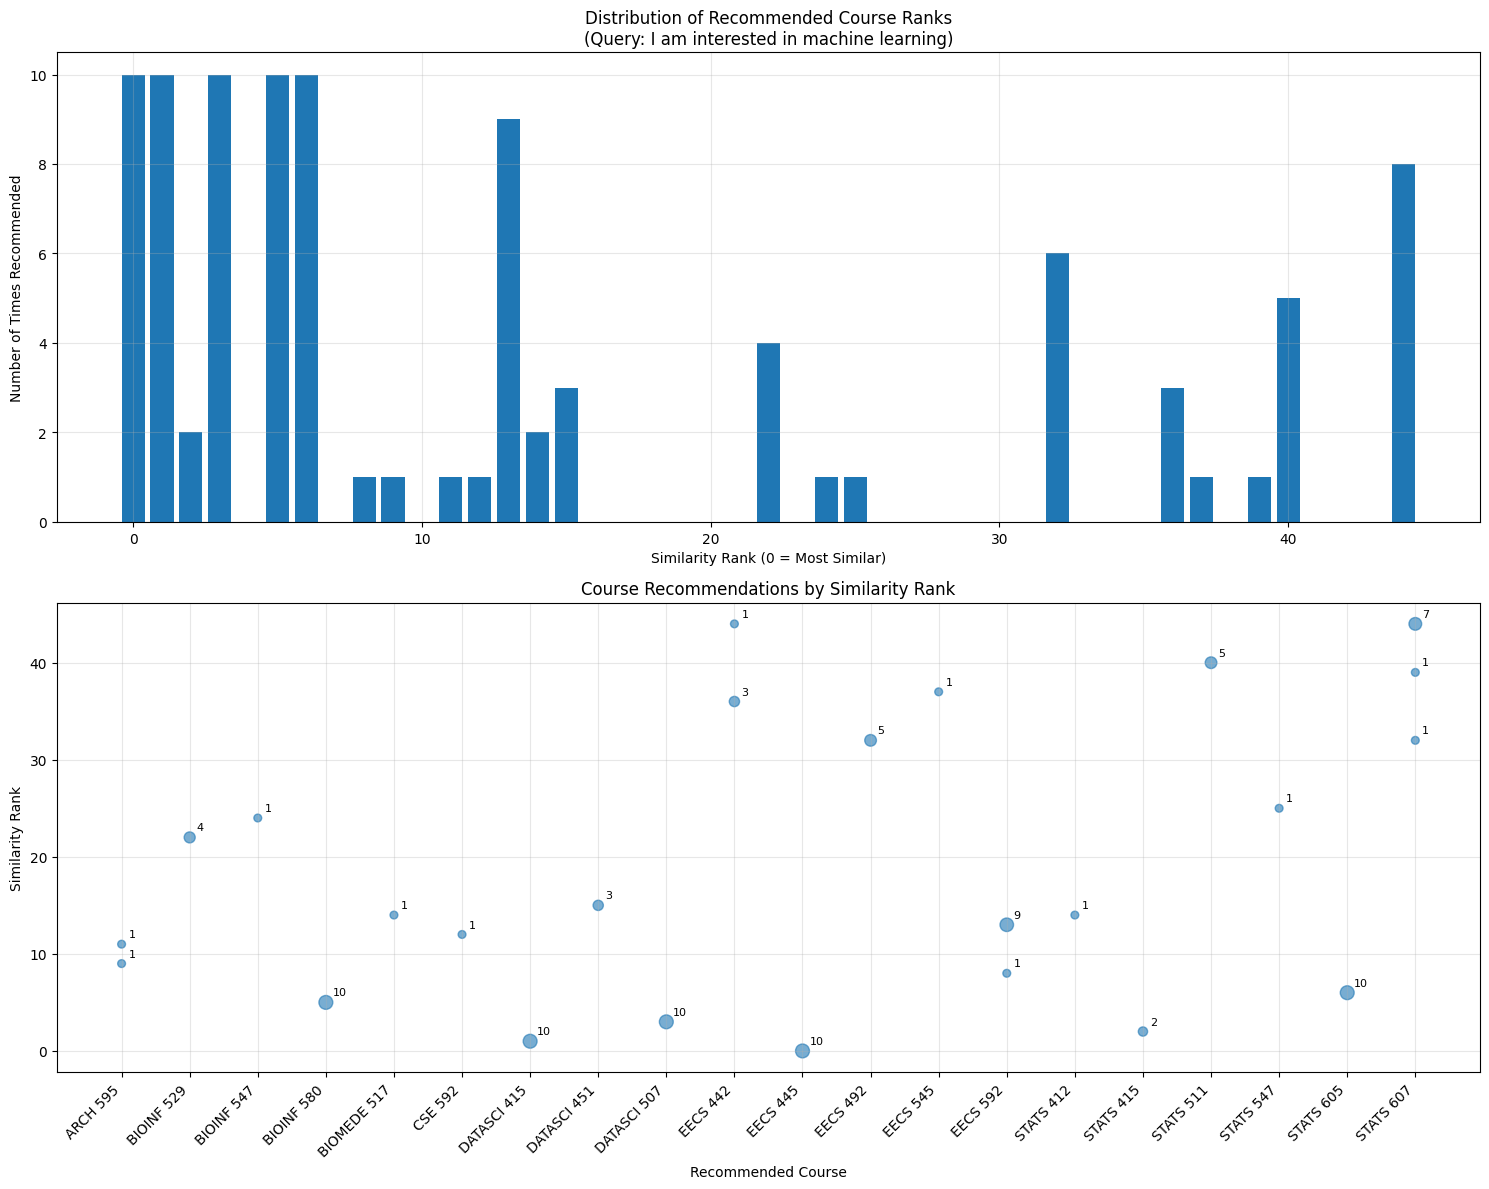 Distribution of Recommended Course Ranks
(Query: I am interested in machine learning)
10
8
6
4
2
0
Number of Times Recommended
0 10 20 30 40
Similarity Rank (0 = Most Similar)
Course Recommendations by Similarity Rank
40
30
20
10
0
Similarity Rank
1
1
4
1
10
1
1
10
3
10
1
3
10
5
1
9
1
1
2
5
1
10
7
1
1
ARCH 595
BIOINF 529
BIOINF 547
BIOINF 580
BIOMEDE 517
CSE 592
DATASCI 415
DATASCI 451
DATASCI 507
EECS 442
EECS 445
EECS 492
EECS 545
EECS 592
STATS 412
STATS 415
STATS 511
STATS 547
STATS 605
STATS 607
Recommended Course